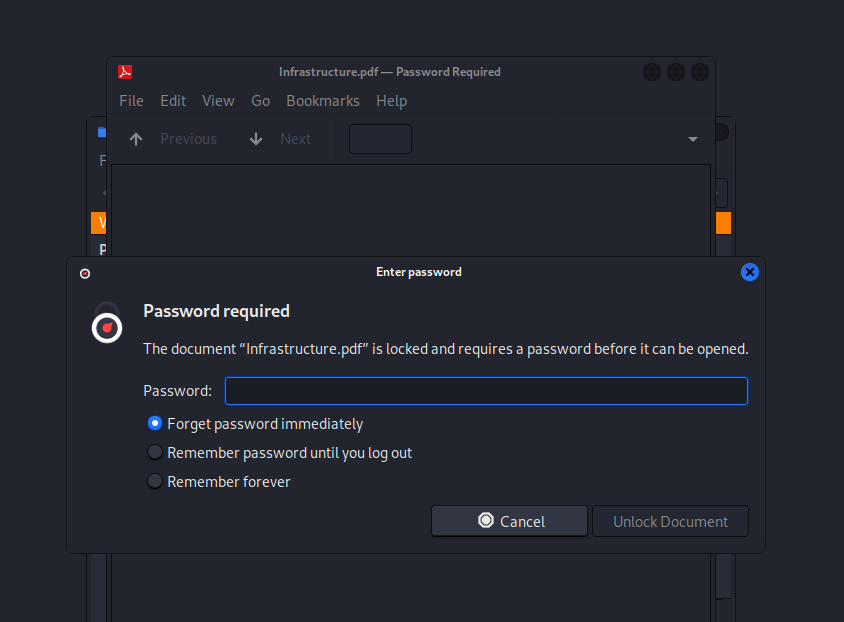 Infrastructure.pdf — Password Required
File Edit View Go Bookmarks Help
Previous Next
Enter password
Password required
The document “Infrastructure.pdf” is locked and requires a password before it can be opened.
Password:
Forget password immediately
Remember password until you log out
Remember forever
Cancel Unlock Document